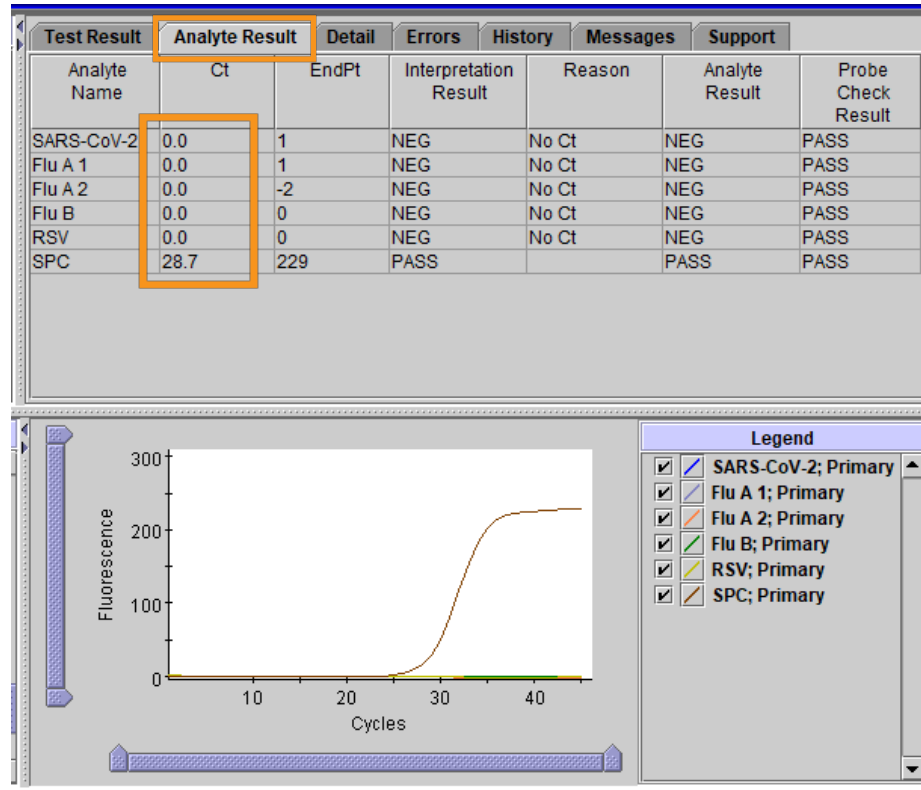 Test Result Analyte Result Detail Errors History Messages Support
Analyte Name Ct EndPt Interpretation Result Reason Analyte Result Probe Check Result
SARS-CoV-2 0.0 1 NEG No Ct NEG PASS
Flu A 1 0.0 1 NEG No Ct NEG PASS
Flu A 2 0.0 -2 NEG No Ct NEG PASS
Flu B 0.0 0 NEG No Ct NEG PASS
RSV 0.0 0 NEG No Ct NEG PASS
SPC 28.7 229 PASS PASS PASS
300
200
100
0
Fluorescence
10 20 30 40
Cycles
Legend
SARS-CoV-2; Primary
Flu A 1; Primary
Flu A 2; Primary
Flu B; Primary
RSV; Primary
SPC; Primary